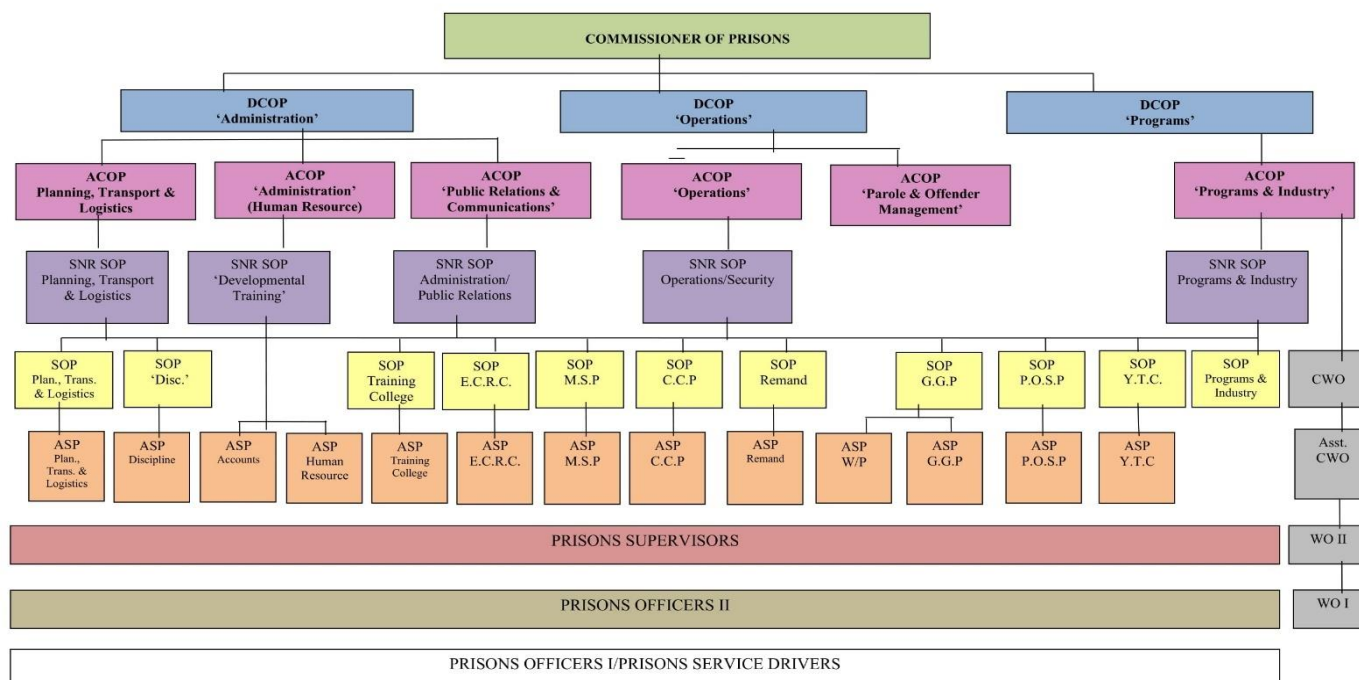 COMMISSIONER OF PRISONS
DCOP
‘Administration’
DCOP
‘Operations’
DCOP
‘Programs’
ACOP
Planning, Transport &
Logistics
ACOP
‘Administration’
(Human Resource)
ACOP
‘Public Relations &
Communications’
ACOP
‘Operations’
ACOP
‘Parole & Offender
Management’
ACOP
‘Programs & Industry’
SNR SOP
Planning, Transport
& Logistics
SNR SOP
‘Developmental
Training’
SNR SOP
Administration/
Public Relations
SNR SOP
Operations/Security
SNR SOP
Programs & Industry
SOP
Plan., Trans.
& Logistics
SOP
‘Disc.’
SOP
Training
College
SOP
E.C.R.C.
SOP
M.S.P
SOP
C.C.P
SOP
Remand
SOP
G.G.P
SOP
P.O.S.P
SOP
Y.T.C.
SOP
Programs &
Industry
CWO
ASP
Plan.,
Trans. &
Logistics
ASP
Discipline
ASP
Accounts
ASP
Human
Resource
ASP
Training
College
ASP
E.C.R.C.
ASP
M.S.P
ASP
C.C.P
ASP
Remand
ASP
W/P
ASP
G.G.P
ASP
P.O.S.P
ASP
Y.T.C
Asst.
CWO
PRISONS SUPERVISORS
WO II
PRISONS OFFICERS II
WO I
PRISONS OFFICERS I/PRISONS SERVICE DRIVERS